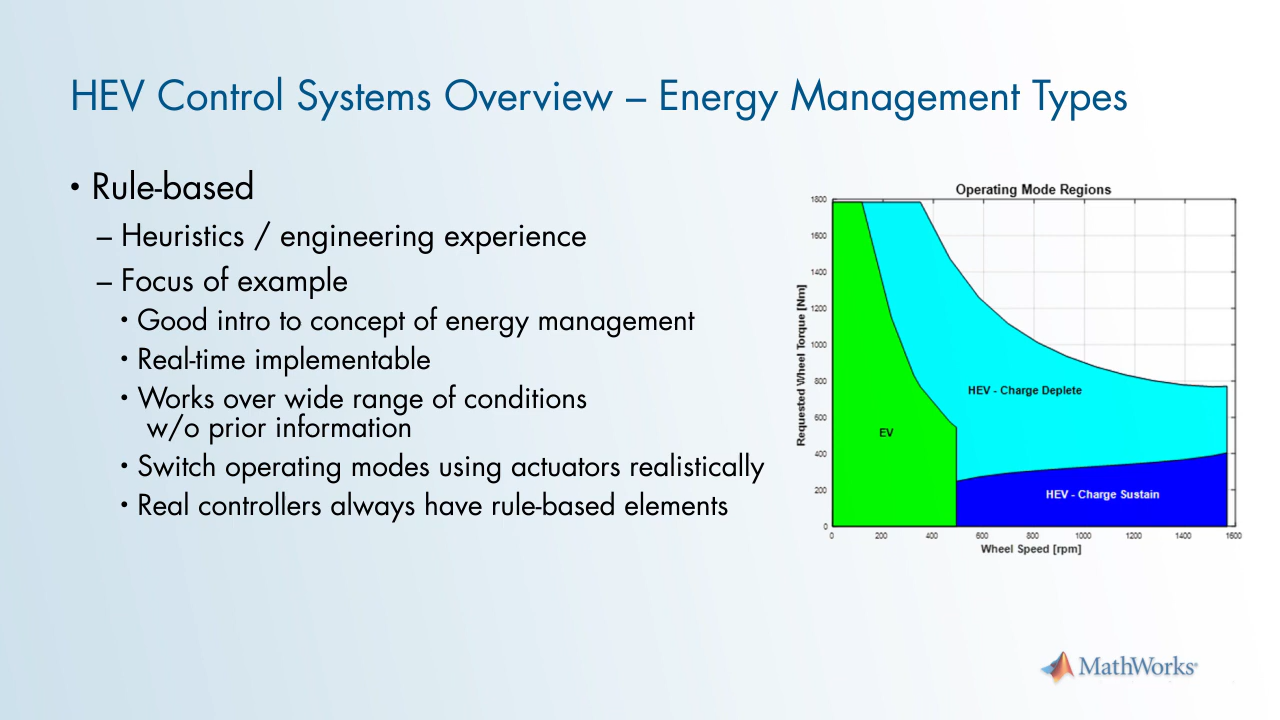 HEV Control Systems Overview – Energy Management Types
• Rule-based
– Heuristics / engineering experience
– Focus of example
• Good intro to concept of energy management
• Real-time implementable
• Works over wide range of conditions
w/o prior information
• Switch operating modes using actuators realistically
• Real controllers always have rule-based elements
Operating Mode Regions
Requested Wheel Torque [Nm]
1800
1600
1400
1200
1000
800
600
400
200
0
HEV - Charge Deplete
EV
HEV - Charge Sustain
0 200 400 600 800 1000 1200 1400 1600
Wheel Speed [rpm]
MathWorks®